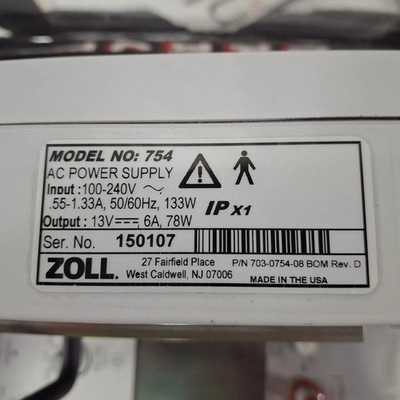 MODEL NO: 754
AC POWER SUPPLY
Input :100-240V ~,
.55-1.33A, 50/60Hz, 133W
IP X1
Output : 13V⎓, 6A, 78W
Ser. No. 150107
ZOLL.
27 Fairfield Place P/N 703-0754-08 BOM Rev. D
West Caldwell, NJ 07006
MADE IN THE USA